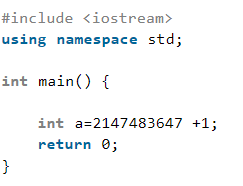 #include <iostream>
using namespace std;
int main() {
int a=2147483647 +1;
return 0;
}